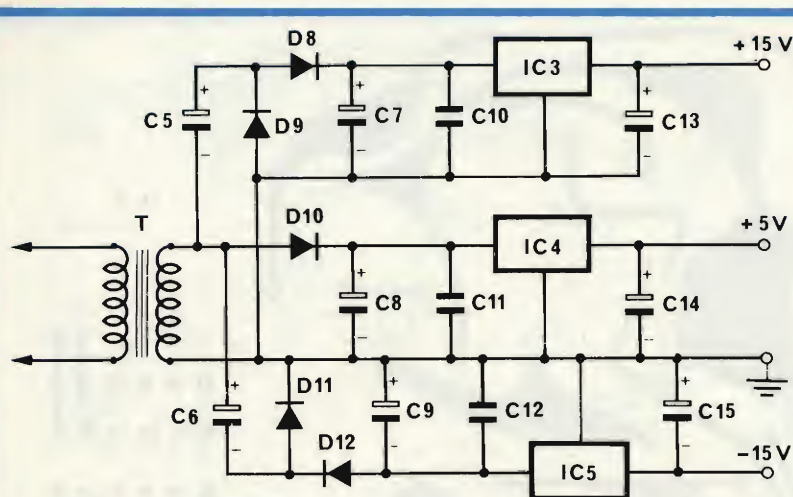 D8
+15 V
IC3
C5
+
−
D9
+
C7
−
C10
+
C13
−
T
D10
+5 V
IC4
+
C8
−
C11
+
C14
−
D11
C6
+
−
+
C9
−
C12
+
C15
−
D12
IC5
−15 V